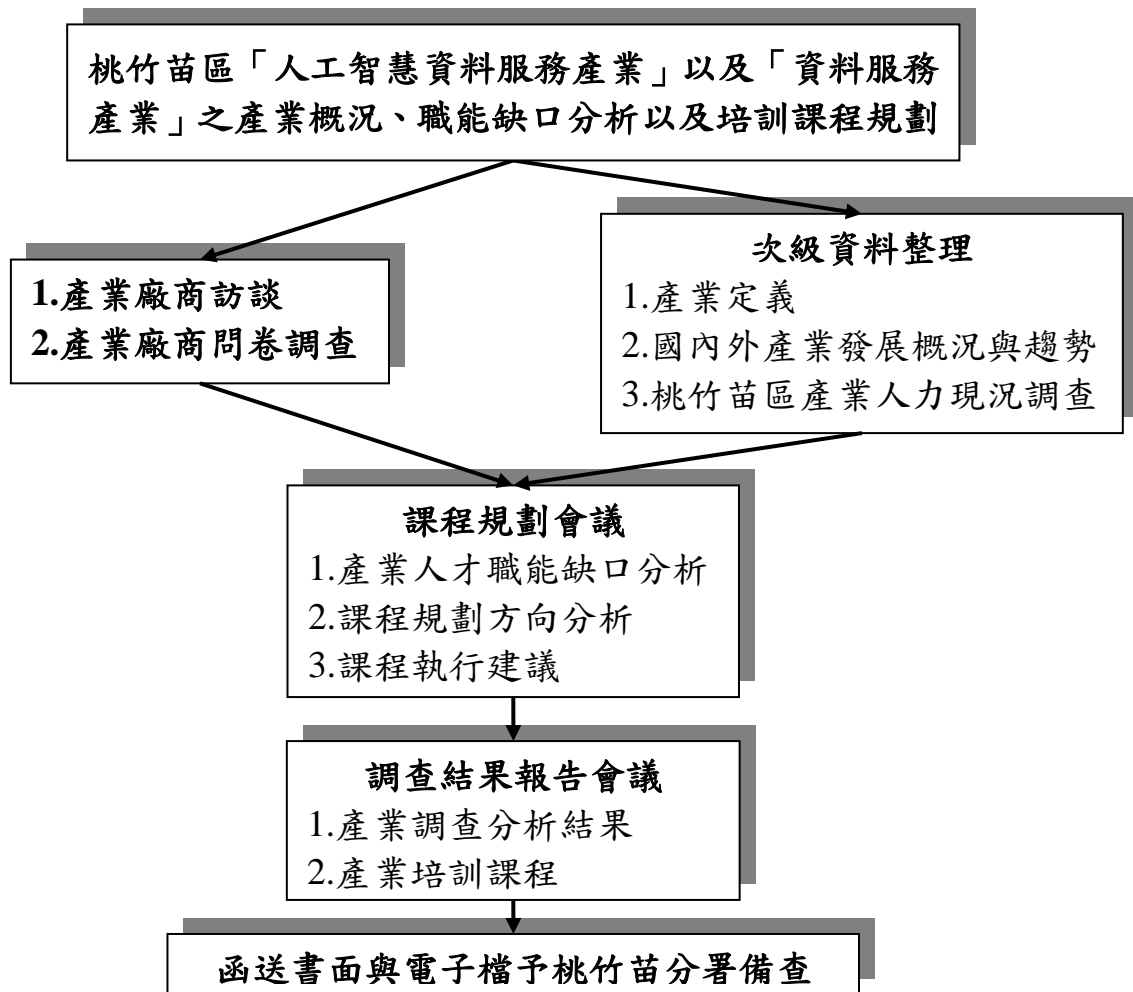 桃竹苗區「人工智慧資料服務產業」以及「資料服務
產業」之產業概況、職能缺口分析以及培訓課程規劃
1.產業廠商訪談
2.產業廠商問卷調查
次級資料整理
1.產業定義
2.國內外產業發展概況與趨勢
3.桃竹苗區產業人力現況調查
課程規劃會議
1.產業人才職能缺口分析
2.課程規劃方向分析
3.課程執行建議
調查結果報告會議
1.產業調查分析結果
2.產業培訓課程
函送書面與電子檔予桃竹苗分署備查